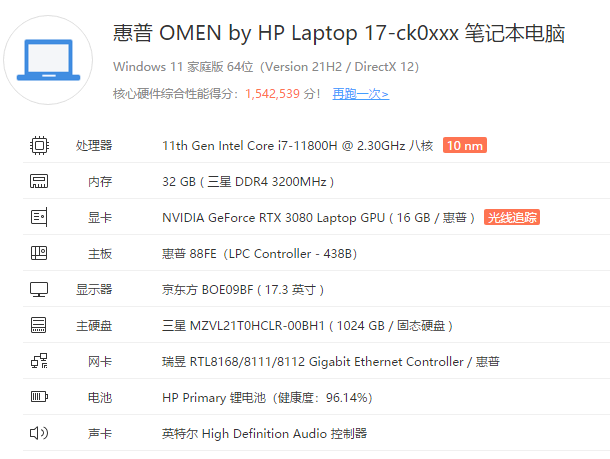 惠普 OMEN by HP Laptop 17-ck0xxx 笔记本电脑
Windows 11 家庭版 64位（Version 21H2 / DirectX 12）
核心硬件综合性能得分：1,542,539 分！ 再跑一次>
处理器 11th Gen Intel Core i7-11800H @ 2.30GHz 八核 10 nm
内存 32 GB ( 三星 DDR4 3200MHz )
显卡 NVIDIA GeForce RTX 3080 Laptop GPU ( 16 GB / 惠普 ) 光线追踪
主板 惠普 88FE（LPC Controller - 438B）
显示器 京东方 BOE09BF ( 17.3 英寸 )
主硬盘 三星 MZVL21T0HCLR-00BH1 ( 1024 GB / 固态硬盘 )
网卡 瑞昱 RTL8168/8111/8112 Gigabit Ethernet Controller / 惠普
电池 HP Primary 锂电池（健康度：96.14%）
声卡 英特尔 High Definition Audio 控制器